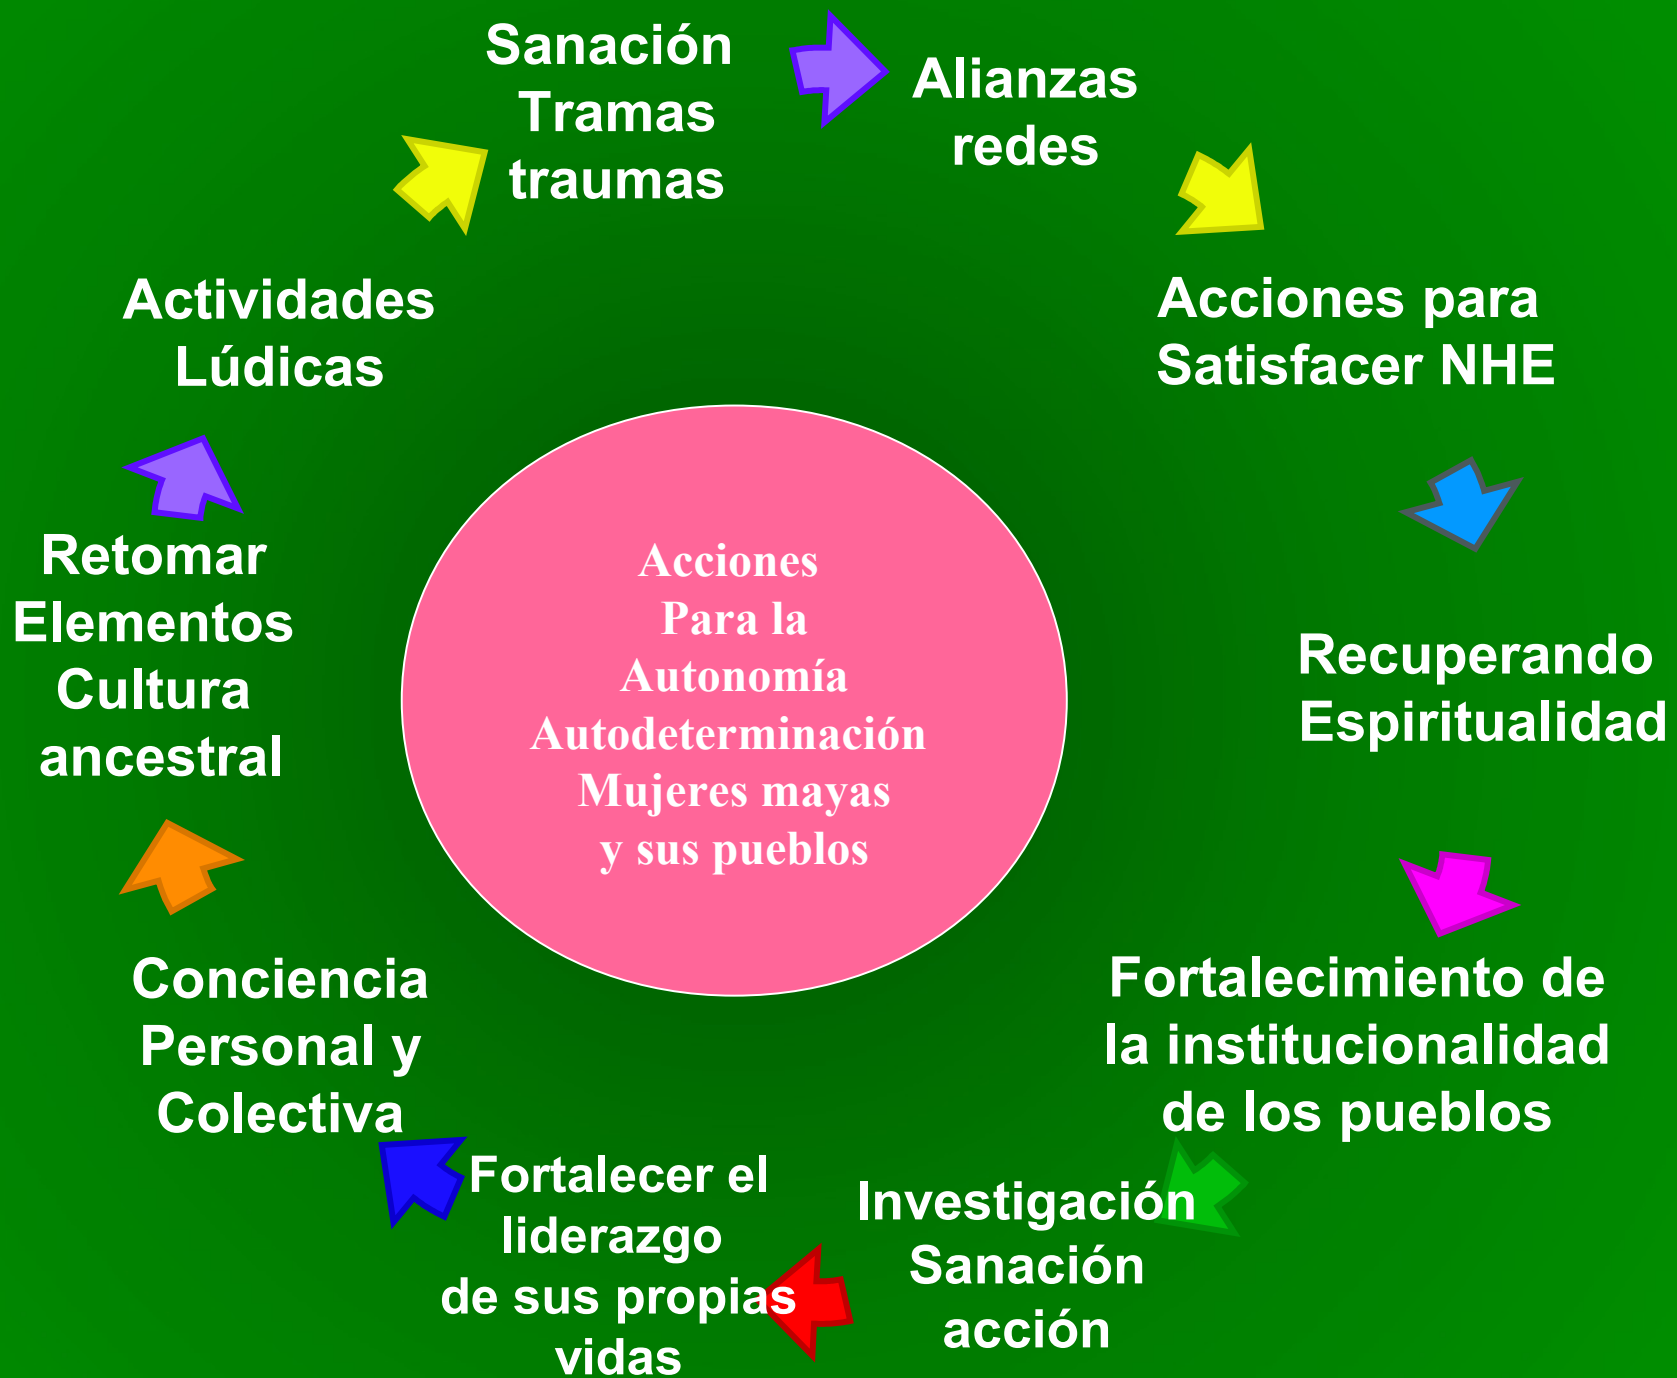 Sanación
Tramas
traumas
Alianzas
redes
Acciones para
Satisfacer NHE
Recuperando
Espiritualidad
Fortalecimiento de
la institucionalidad
de los pueblos
Investigación
Sanación
acción
Fortalecer el
liderazgo
de sus propias
vidas
Conciencia
Personal y
Colectiva
Retomar
Elementos
Cultura
ancestral
Actividades
Lúdicas
Acciones
Para la
Autonomía
Autodeterminación
Mujeres mayas
y sus pueblos